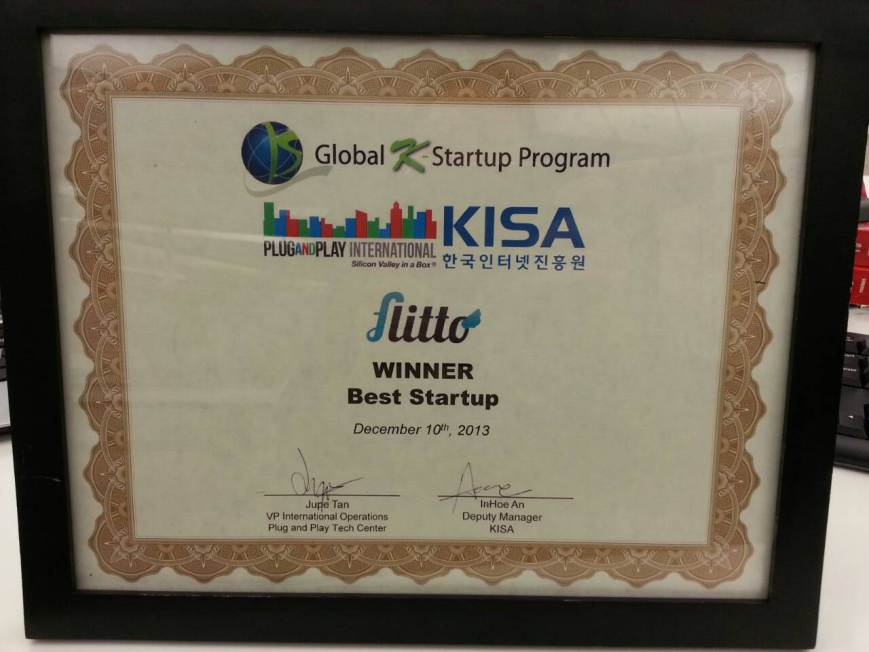 Global K-Startup Program
PLUGANDPLAY INTERNATIONAL
Silicon Valley in a Box®
KISA
한국인터넷진흥원
flitto
WINNER
Best Startup
December 10th, 2013
Jupe Tan
VP International Operations
Plug and Play Tech Center
InHoe An
Deputy Manager
KISA